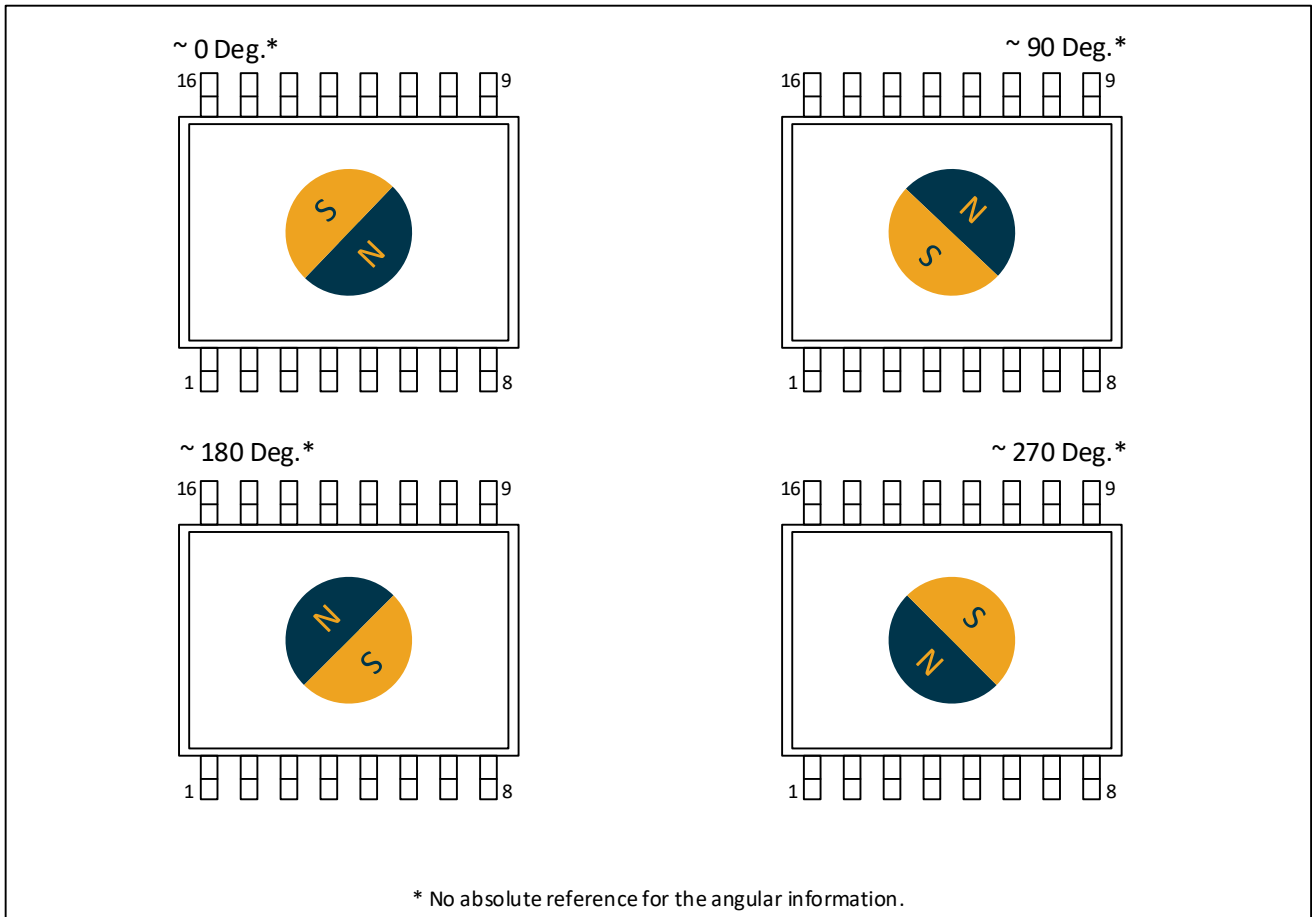 ~ 0 Deg.*
~ 90 Deg.*
16
9
16
9
S
N
N
S
1
8
1
8
~ 180 Deg.*
~ 270 Deg.*
16
9
16
9
N
S
S
N
1
8
1
8
* No absolute reference for the angular information.